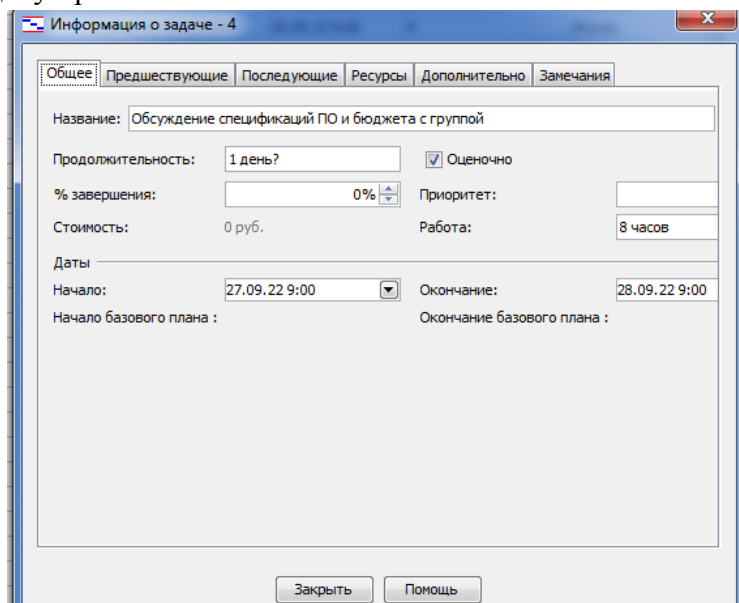 Информация о задаче - 4
Общее Предшествующие Последующие Ресурсы Дополнительно Замечания
Название: Обсуждение спецификаций ПО и бюджета с группой
Продолжительность: 1 день? Оценочно
% завершения: 0% Приоритет:
Стоимость: 0 руб. Работа: 8 часов
Даты
Начало: 27.09.22 9:00 Окончание: 28.09.22 9:00
Начало базового плана : Окончание базового плана :
Закрыть Помощь